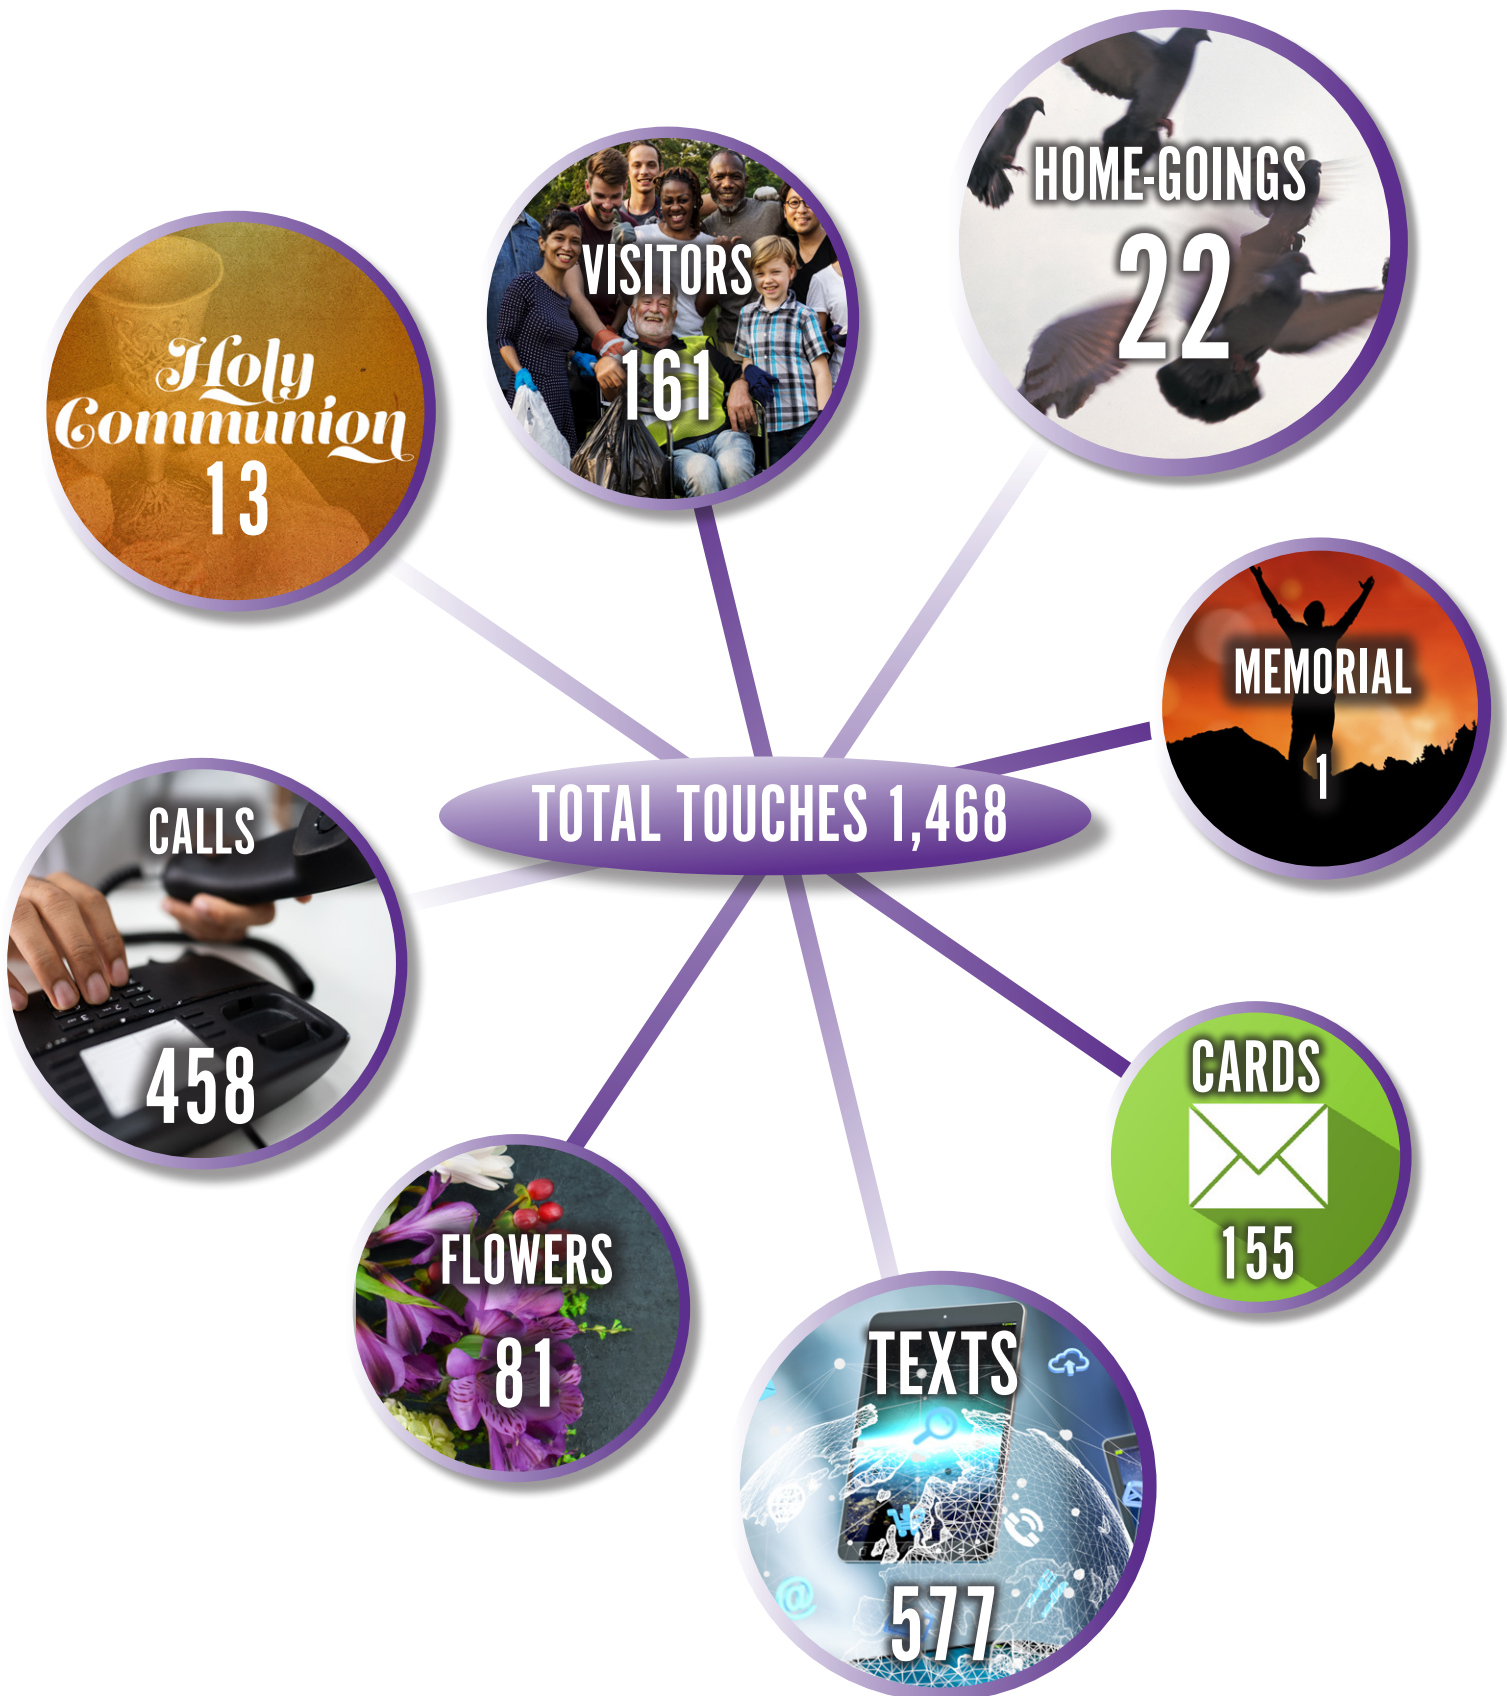 HOME-GOINGS
22
VISITORS
161
Holy
Communion
13
MEMORIAL
1
TOTAL TOUCHES 1,468
CALLS
458
CARDS
155
FLOWERS
81
TEXTS
577